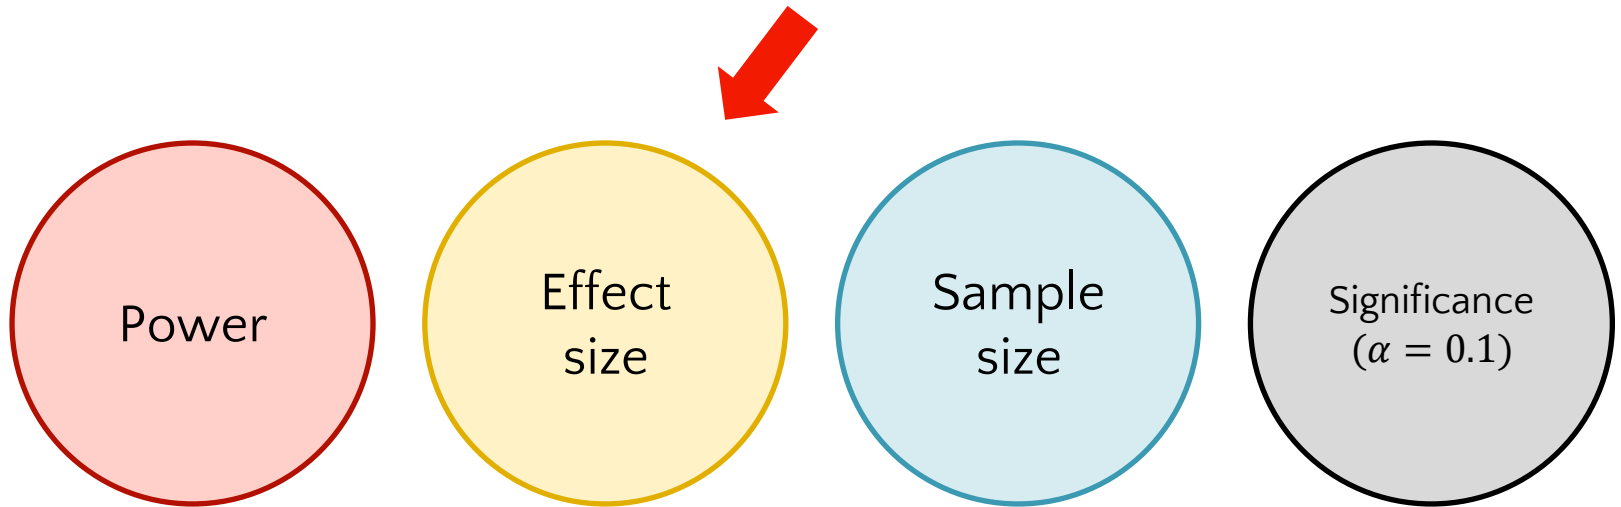 Power
Effect
size
Sample
size
Significance
(α = 0.1)